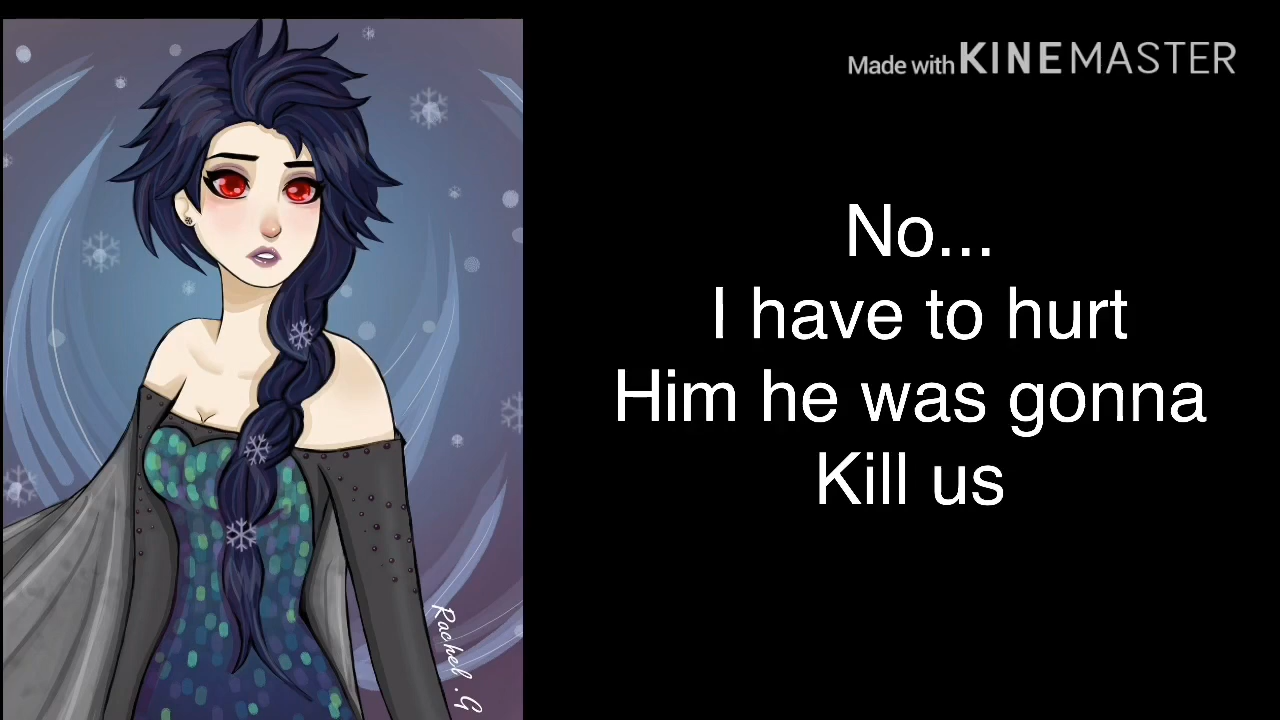 Made with KINEMASTER
No...
I have to hurt
Him he was gonna
Kill us
Rachel .G